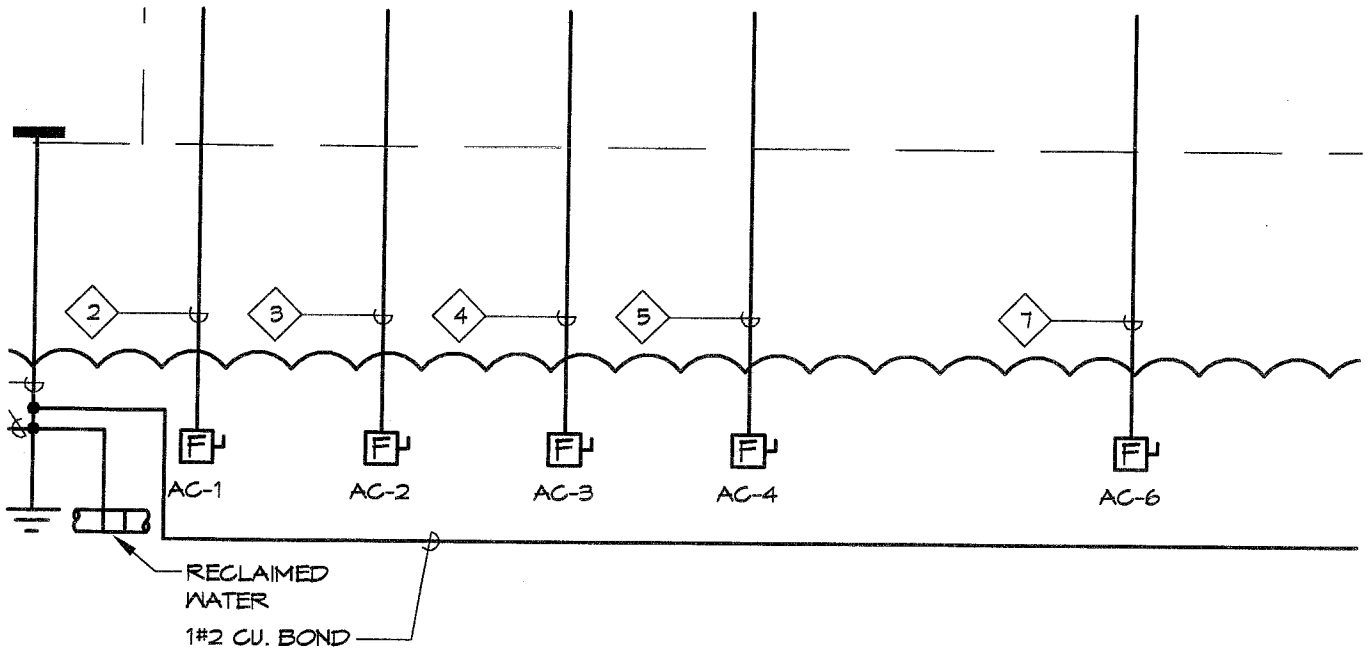 2
3
4
5
7
F
F
F
F
F
AC-1
AC-2
AC-3
AC-4
AC-6
RECLAIMED
WATER
1#2 CU. BOND